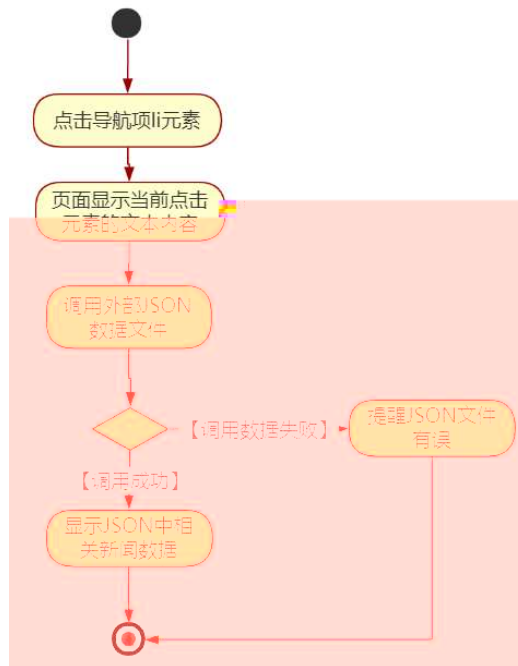 点击导航项li元素
页面显示当前点击
元素的文本内容
调用外部JSON
数据文件
【调用数据失败】
提醒JSON文件
有误
【调用成功】
显示JSON中相
关新闻数据